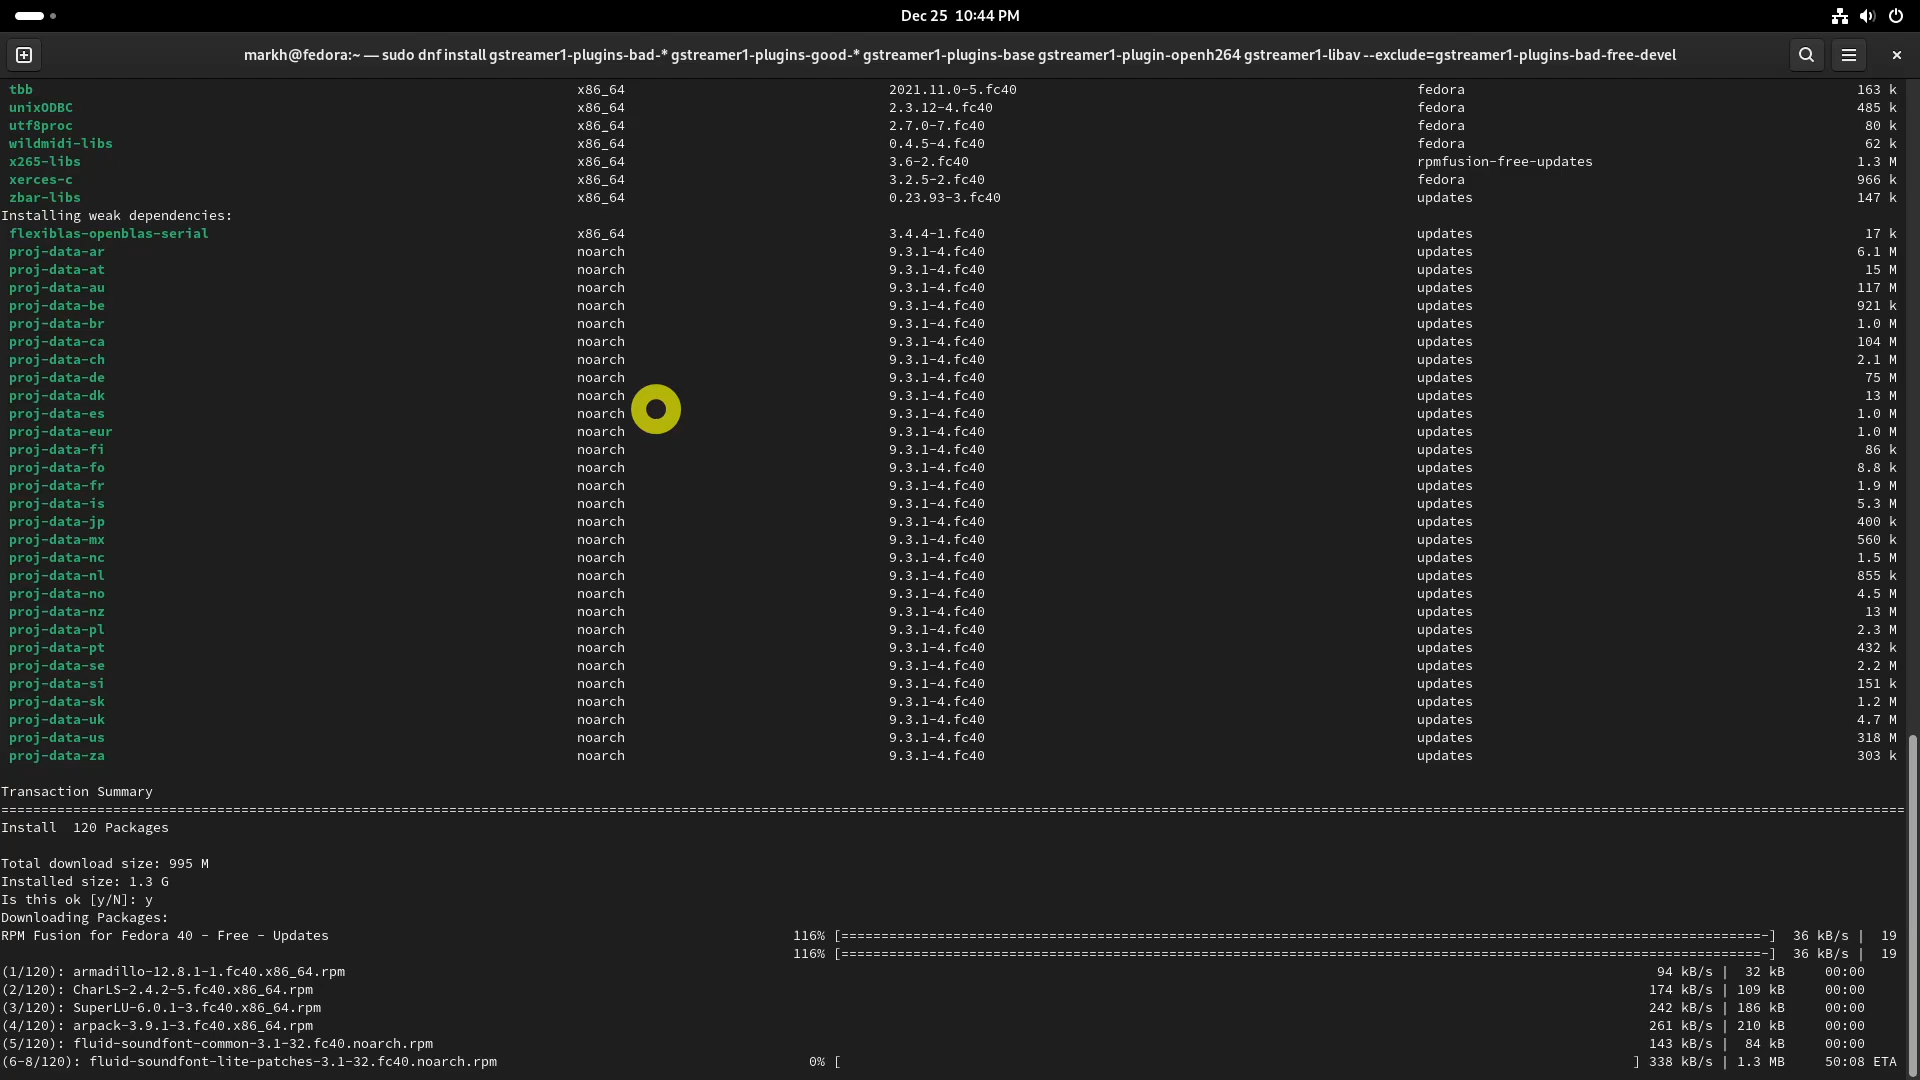 Dec 25 10:44 PM
markh@fedora:~ — sudo dnf install gstreamer1-plugins-bad-* gstreamer1-plugins-good-* gstreamer1-plugins-base gstreamer1-plugin-openh264 gstreamer1-libav --exclude=gstreamer1-plugins-bad-free-devel
tbb x86_64 2021.11.0-5.fc40 fedora 163 k
unixODBC x86_64 2.3.12-4.fc40 fedora 485 k
utf8proc x86_64 2.7.0-7.fc40 fedora 80 k
wildmidi-libs x86_64 0.4.5-4.fc40 fedora 62 k
x265-libs x86_64 3.6-2.fc40 rpmfusion-free-updates 1.3 M
xerces-c x86_64 3.2.5-2.fc40 fedora 966 k
zbar-libs x86_64 0.23.93-3.fc40 updates 147 k
Installing weak dependencies:
flexiblas-openblas-serial x86_64 3.4.4-1.fc40 updates 17 k
proj-data-ar noarch 9.3.1-4.fc40 updates 6.1 M
proj-data-at noarch 9.3.1-4.fc40 updates 15 M
proj-data-au noarch 9.3.1-4.fc40 updates 117 M
proj-data-be noarch 9.3.1-4.fc40 updates 921 k
proj-data-br noarch 9.3.1-4.fc40 updates 1.0 M
proj-data-ca noarch 9.3.1-4.fc40 updates 104 M
proj-data-ch noarch 9.3.1-4.fc40 updates 2.1 M
proj-data-de noarch 9.3.1-4.fc40 updates 75 M
proj-data-dk noarch 9.3.1-4.fc40 updates 13 M
proj-data-es noarch 9.3.1-4.fc40 updates 1.0 M
proj-data-eur noarch 9.3.1-4.fc40 updates 1.0 M
proj-data-fi noarch 9.3.1-4.fc40 updates 86 k
proj-data-fo noarch 9.3.1-4.fc40 updates 8.8 k
proj-data-fr noarch 9.3.1-4.fc40 updates 1.9 M
proj-data-is noarch 9.3.1-4.fc40 updates 5.3 M
proj-data-jp noarch 9.3.1-4.fc40 updates 400 k
proj-data-mx noarch 9.3.1-4.fc40 updates 560 k
proj-data-nc noarch 9.3.1-4.fc40 updates 1.5 M
proj-data-nl noarch 9.3.1-4.fc40 updates 855 k
proj-data-no noarch 9.3.1-4.fc40 updates 4.5 M
proj-data-nz noarch 9.3.1-4.fc40 updates 13 M
proj-data-pl noarch 9.3.1-4.fc40 updates 2.3 M
proj-data-pt noarch 9.3.1-4.fc40 updates 432 k
proj-data-se noarch 9.3.1-4.fc40 updates 2.2 M
proj-data-si noarch 9.3.1-4.fc40 updates 151 k
proj-data-sk noarch 9.3.1-4.fc40 updates 1.2 M
proj-data-uk noarch 9.3.1-4.fc40 updates 4.7 M
proj-data-us noarch 9.3.1-4.fc40 updates 318 M
proj-data-za noarch 9.3.1-4.fc40 updates 303 k
Transaction Summary
================================================================================
Install 120 Packages
Total download size: 995 M
Installed size: 1.3 G
Is this ok [y/N]: y
Downloading Packages:
RPM Fusion for Fedora 40 - Free - Updates 116% [================================================================-] 36 kB/s | 19
116% [================================================================-] 36 kB/s | 19
(1/120): armadillo-12.8.1-1.fc40.x86_64.rpm 94 kB/s | 32 kB 00:00
(2/120): CharLS-2.4.2-5.fc40.x86_64.rpm 174 kB/s | 109 kB 00:00
(3/120): SuperLU-6.0.1-3.fc40.x86_64.rpm 242 kB/s | 186 kB 00:00
(4/120): arpack-3.9.1-3.fc40.x86_64.rpm 261 kB/s | 210 kB 00:00
(5/120): fluid-soundfont-common-3.1-32.fc40.noarch.rpm 143 kB/s | 84 kB 00:00
(6-8/120): fluid-soundfont-lite-patches-3.1-32.fc40.noarch.rpm 0% [ ] 338 kB/s | 1.3 MB 50:08 ETA